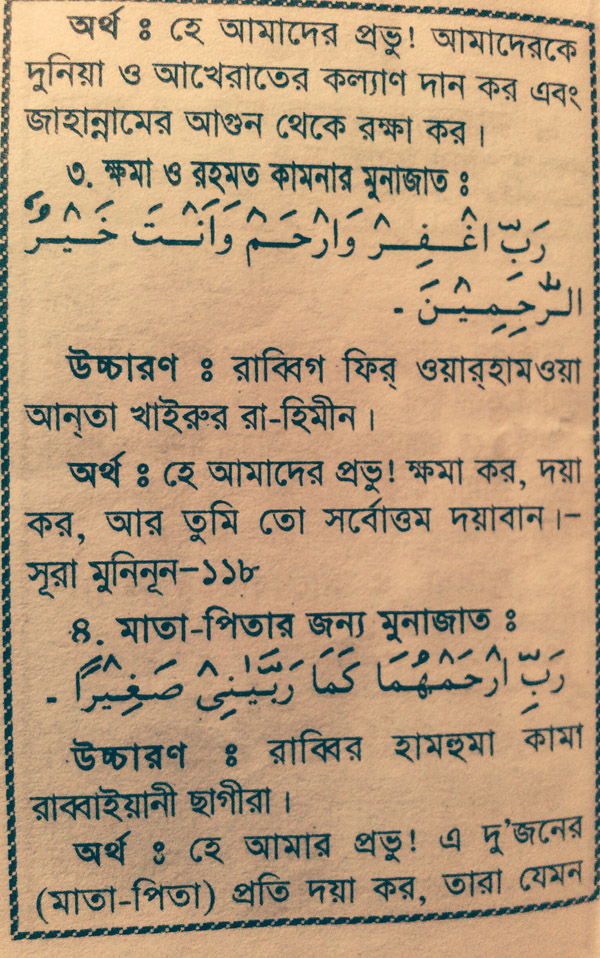 অর্থ ঃ হে আমাদের প্রভু! আমাদেরকে
দুনিয়া ও আখেরাতের কল্যাণ দান কর এবং
জাহান্নামের আগুন থেকে রক্ষা কর।
৩. ক্ষমা ও রহমত কামনার মুনাজাত ঃ
رَبِّ اغْفِرْ وَارْحَمْ وَاَنْتَ خَيْرُ
الرّٰحِمِيْنَ -
উচ্চারণ ঃ রাব্বিগ ফির্ ওয়ার্‌হামওয়া
আন্‌তা খাইরুর রা-হিমীন।
অর্থ ঃ হে আমাদের প্রভু! ক্ষমা কর, দয়া
কর, আর তুমি তো সর্বোত্তম দয়াবান।–
সূরা মুনিনূন–১১৮
৪. মাতা-পিতার জন্য মুনাজাত ঃ
رَبِّ ارْحَمْهُمَا كَمَا رَبَّيٰنِىْ صَغِيْرًا -
উচ্চারণ ঃ রাব্বির হামহুমা কামা
রাব্বাইয়ানী ছাগীরা।
অর্থ ঃ হে আমার প্রভু! এ দু’জনের
(মাতা-পিতা) প্রতি দয়া কর, তারা যেমন